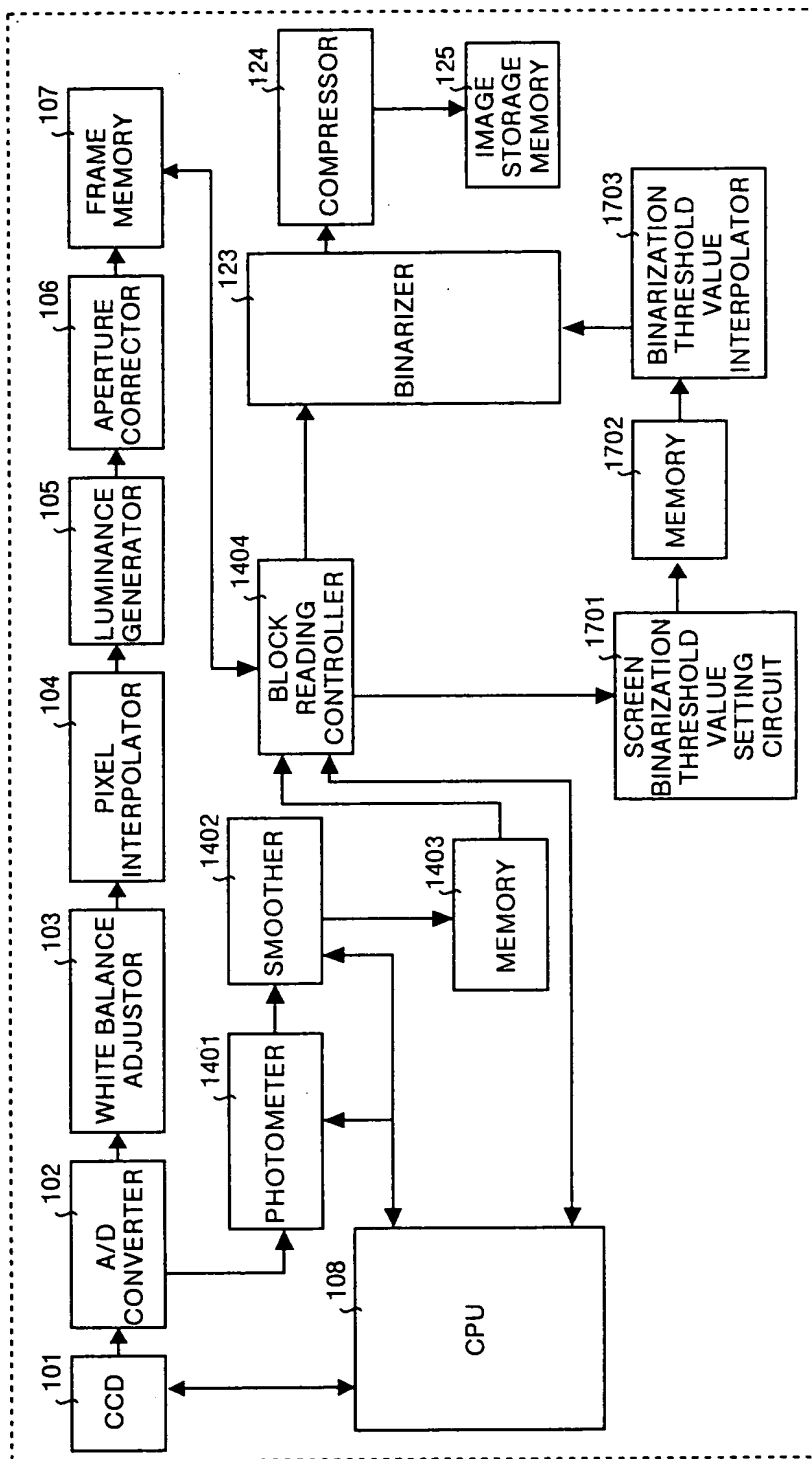 101
CCD
102
A/D
CONVERTER
103
WHITE BALANCE
ADJUSTOR
104
PIXEL
INTERPOLATOR
105
LUMINANCE
GENERATOR
106
APERTURE
CORRECTOR
107
FRAME
MEMORY
108
CPU
1401
PHOTOMETER
1402
SMOOTHER
1403
MEMORY
1404
BLOCK
READING
CONTROLLER
123
BINARIZER
124
COMPRESSOR
125
IMAGE
STORAGE
MEMORY
1701
SCREEN
BINARIZATION
THRESHOLD
VALUE
SETTING
CIRCUIT
1702
MEMORY
1703
BINARIZATION
THRESHOLD
VALUE
INTERPOLATOR